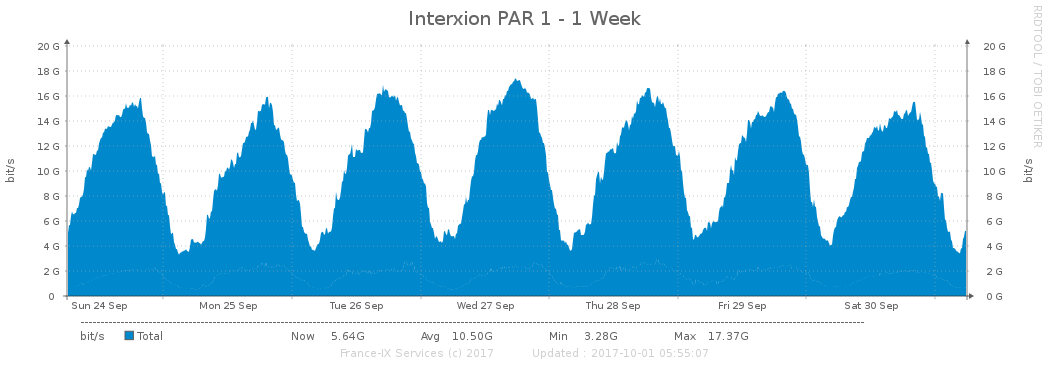 Interxion PAR 1 - 1 Week
RRDTOOL / TOBI OETIKER
bit/s
20 G 20 G
18 G 18 G
16 G 16 G
14 G 14 G
12 G 12 G
10 G 10 G
8 G 8 G
6 G 6 G
4 G 4 G
2 G 2 G
0 0 G
bit/s
Sun 24 Sep Mon 25 Sep Tue 26 Sep Wed 27 Sep Thu 28 Sep Fri 29 Sep Sat 30 Sep
bit/s Total Now 5.64G Avg 10.50G Min 3.28G Max 17.37G
France-IX Services (c) 2017 Updated : 2017-10-01 05:55:07